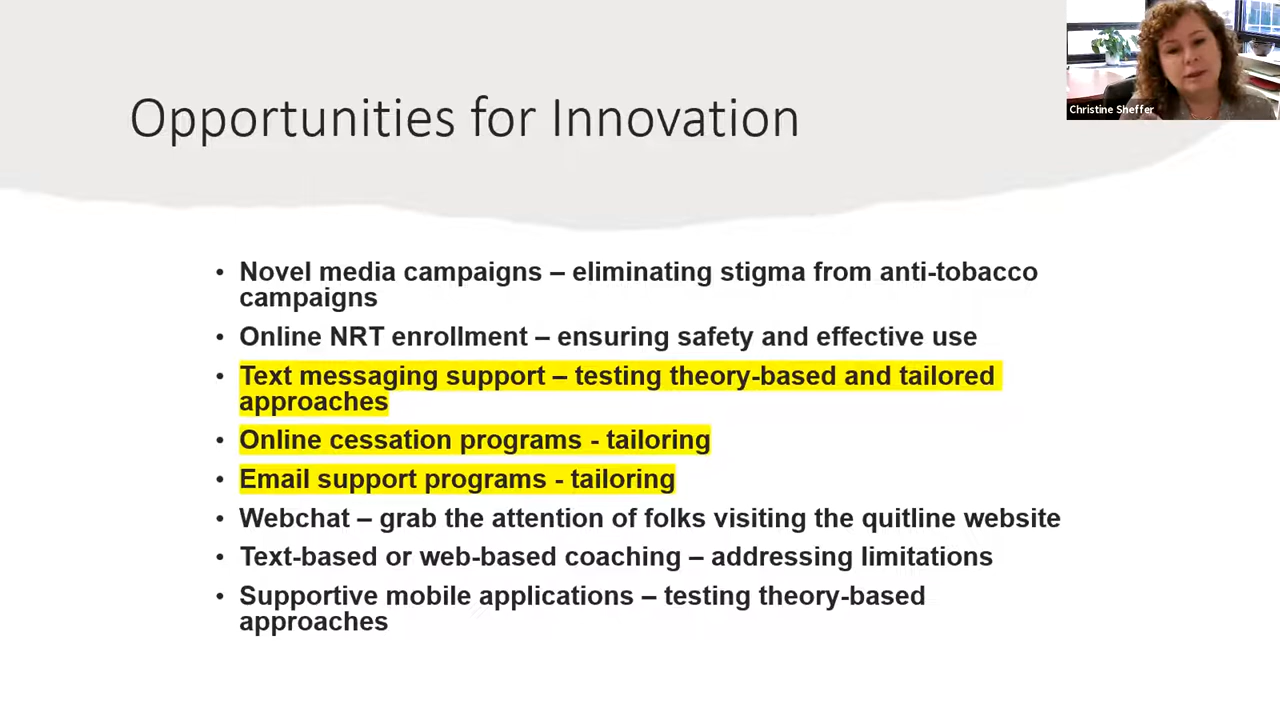 Christine Sheffer
Opportunities for Innovation
• Novel media campaigns – eliminating stigma from anti-tobacco
campaigns
• Online NRT enrollment – ensuring safety and effective use
• Text messaging support – testing theory-based and tailored
approaches
• Online cessation programs - tailoring
• Email support programs - tailoring
• Webchat – grab the attention of folks visiting the quitline website
• Text-based or web-based coaching – addressing limitations
• Supportive mobile applications – testing theory-based
approaches